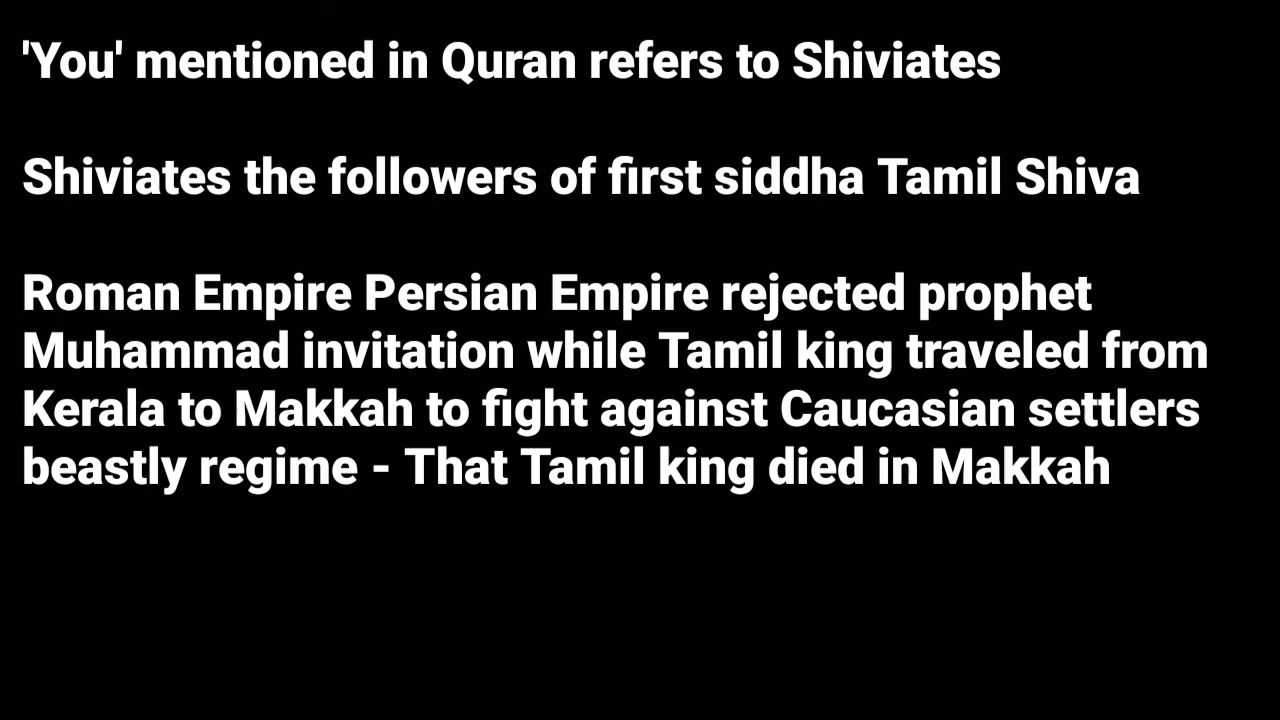 'You' mentioned in Quran refers to Shiviates
Shiviates the followers of first siddha Tamil Shiva
Roman Empire Persian Empire rejected prophet
Muhammad invitation while Tamil king traveled from
Kerala to Makkah to fight against Caucasian settlers
beastly regime - That Tamil king died in Makkah